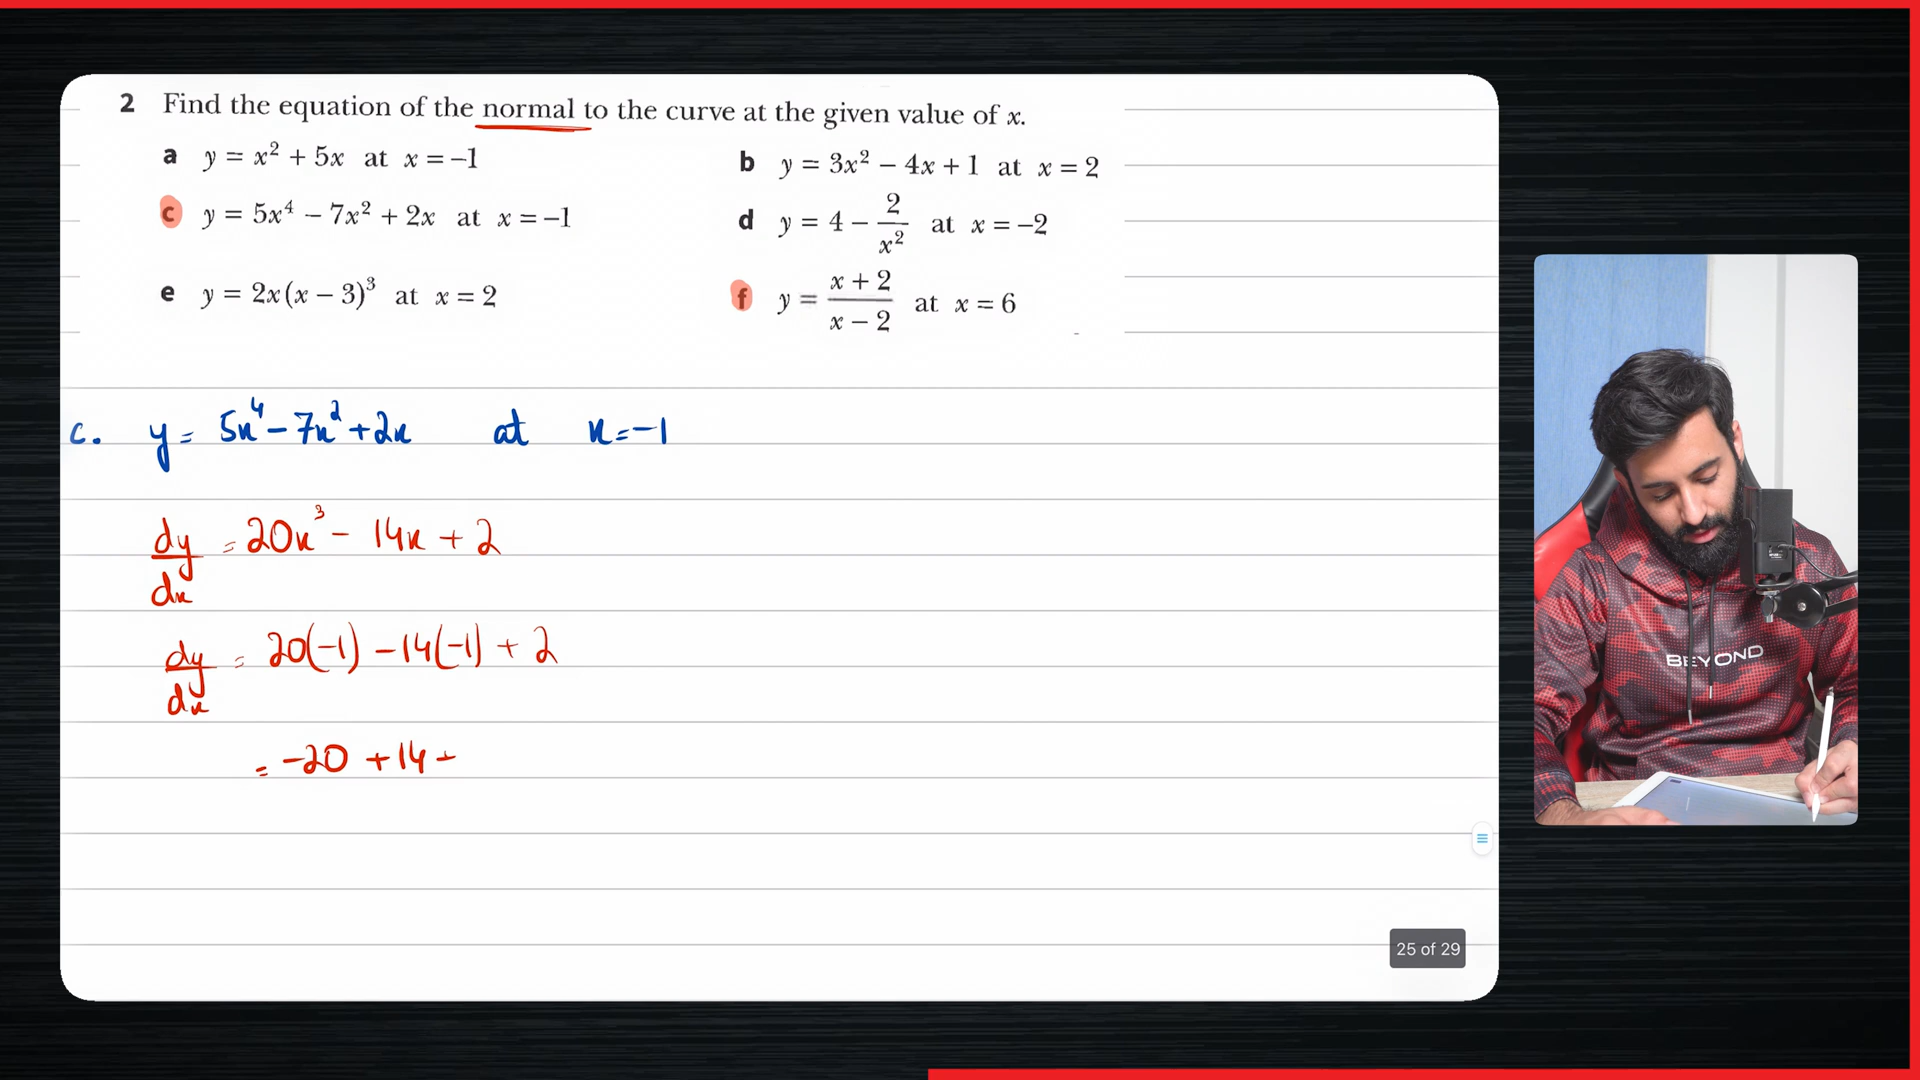 2 Find the equation of the normal to the curve at the given value of x.
a y = x² + 5x at x = −1
b y = 3x² − 4x + 1 at x = 2
c y = 5x⁴ − 7x² + 2x at x = −1
d y = 4 − 2/x² at x = −2
e y = 2x(x − 3)³ at x = 2
f y = (x + 2)/(x − 2) at x = 6
c. y = 5x⁴ − 7x² + 2x at x = −1
dy/dx = 20x³ − 14x + 2
dy/dx = 20(−1) − 14(−1) + 2
= −20 + 14 +
BEYOND
25 of 29